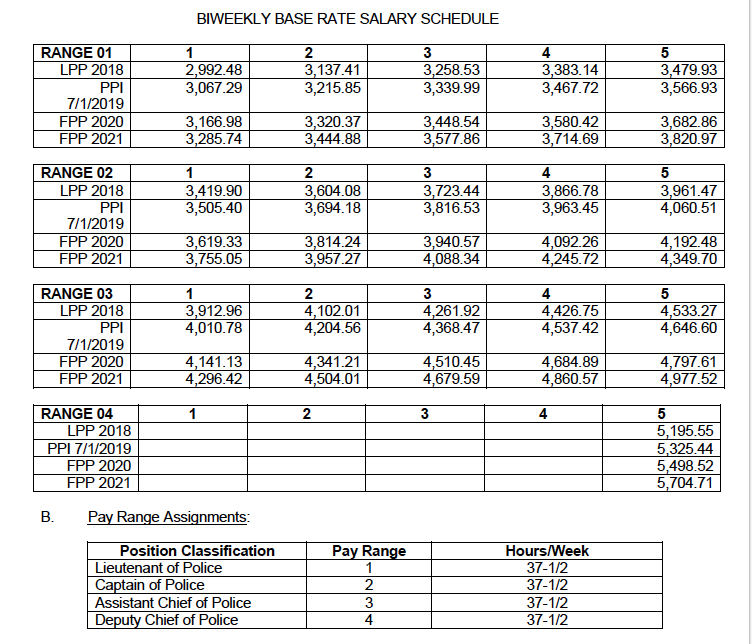 BIWEEKLY BASE RATE SALARY SCHEDULE
RANGE 01 1 2 3 4 5
LPP 2018 2,992.48 3,137.41 3,258.53 3,383.14 3,479.93
PPI 3,067.29 3,215.85 3,339.99 3,467.72 3,566.93
7/1/2019
FPP 2020 3,166.98 3,320.37 3,448.54 3,580.42 3,682.86
FPP 2021 3,285.74 3,444.88 3,577.86 3,714.69 3,820.97
RANGE 02 1 2 3 4 5
LPP 2018 3,419.90 3,604.08 3,723.44 3,866.78 3,961.47
PPI 3,505.40 3,694.18 3,816.53 3,963.45 4,060.51
7/1/2019
FPP 2020 3,619.33 3,814.24 3,940.57 4,092.26 4,192.48
FPP 2021 3,755.05 3,957.27 4,088.34 4,245.72 4,349.70
RANGE 03 1 2 3 4 5
LPP 2018 3,912.96 4,102.01 4,261.92 4,426.75 4,533.27
PPI 4,010.78 4,204.56 4,368.47 4,537.42 4,646.60
7/1/2019
FPP 2020 4,141.13 4,341.21 4,510.45 4,684.89 4,797.61
FPP 2021 4,296.42 4,504.01 4,679.59 4,860.57 4,977.52
RANGE 04 1 2 3 4 5
LPP 2018 5,195.55
PPI 7/1/2019 5,325.44
FPP 2020 5,498.52
FPP 2021 5,704.71
B. Pay Range Assignments:
Position Classification Pay Range Hours/Week
Lieutenant of Police 1 37-1/2
Captain of Police 2 37-1/2
Assistant Chief of Police 3 37-1/2
Deputy Chief of Police 4 37-1/2